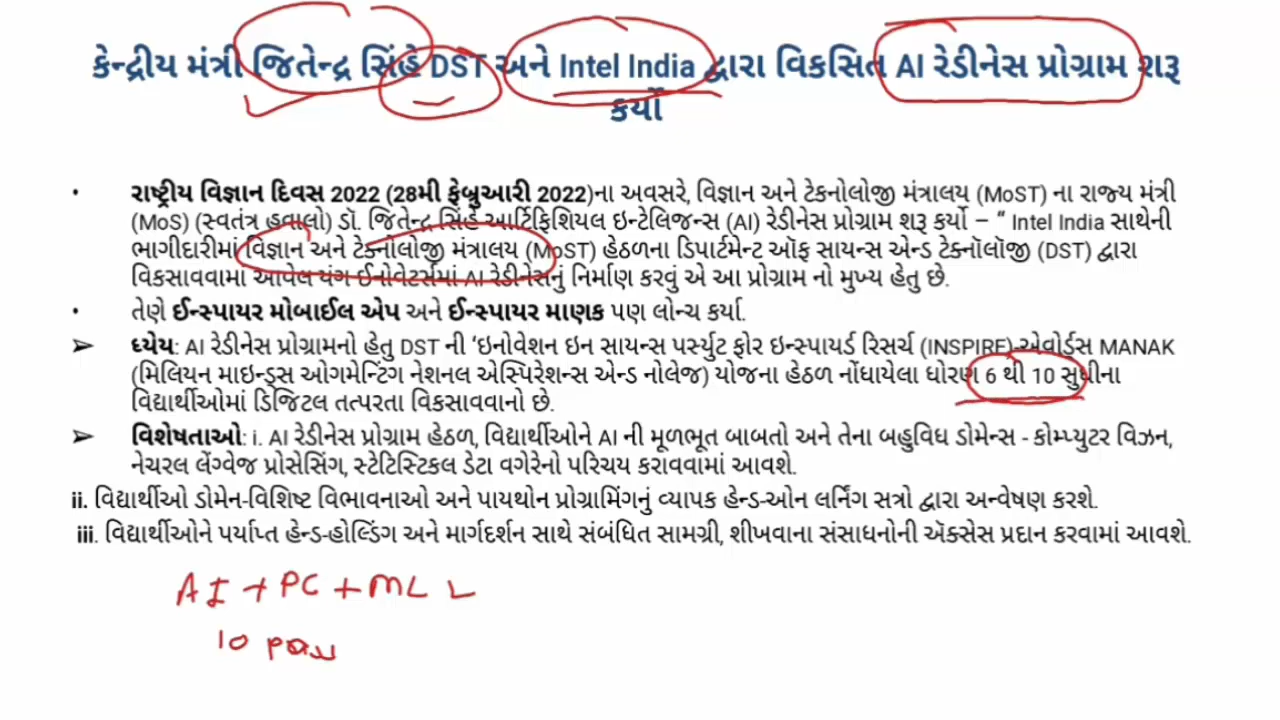 કેન્દ્રીય મંત્રી જિતેન્દ્ર સિંહે DST અને Intel India દ્વારા વિકસિત AI રેડીનેસ પ્રોગ્રામ શરૂ
કર્યો
• રાષ્ટ્રીય વિજ્ઞાન દિવસ 2022 (28મી ફેબ્રુઆરી 2022)ના અવસરે, વિજ્ઞાન અને ટેકનોલોજી મંત્રાલય (MoST) ના રાજ્ય મંત્રી
(MoS) (સ્વતંત્ર હવાલો) ડૉ. જિતેન્દ્ર સિંહે આર્ટિફિશિયલ ઇન્ટેલિજન્સ (AI) રેડીનેસ પ્રોગ્રામ શરૂ કર્યો – “ Intel India સાથેની
ભાગીદારીમાં વિજ્ઞાન અને ટેક્નોલોજી મંત્રાલય (MoST) હેઠળના ડિપાર્ટમેન્ટ ઑફ સાયન્સ એન્ડ ટેક્નૉલૉજી (DST) દ્વારા
વિકસાવવામાં આવેલ યંગ ઈનોવેટર્સમાં AI રેડીનેસનું નિર્માણ કરવું એ આ પ્રોગ્રામ નો મુખ્ય હેતુ છે.
• તેણે ઈન્સ્પાયર મોબાઈલ એપ અને ઈન્સ્પાયર માણક પણ લોન્ચ કર્યા.
➢ ધ્યેય: AI રેડીનેસ પ્રોગ્રામનો હેતુ DST ની ‘ઇનોવેશન ઇન સાયન્સ પર્સ્યુટ ફોર ઇન્સ્પાયર્ડ રિસર્ચ (INSPIRE)-એવોર્ડ્સ MANAK
(મિલિયન માઇન્ડ્સ ઓગમેન્ટિંગ નેશનલ એસ્પિરેશન્સ એન્ડ નોલેજ) યોજના હેઠળ નોંધાયેલા ધોરણ 6 થી 10 સુધીના
વિદ્યાર્થીઓમાં ડિજિટલ તત્પરતા વિકસાવવાનો છે.
➢ વિશેષતાઓ: i. AI રેડીનેસ પ્રોગ્રામ હેઠળ, વિદ્યાર્થીઓને AI ની મૂળભૂત બાબતો અને તેના બહુવિધ ડોમેન્સ - કોમ્પ્યુટર વિઝન,
નેચરલ લેંગ્વેજ પ્રોસેસિંગ, સ્ટેટિસ્ટિકલ ડેટા વગેરેનો પરિચય કરાવવામાં આવશે.
ii. વિદ્યાર્થીઓ ડોમેન-વિશિષ્ટ વિભાવનાઓ અને પાયથોન પ્રોગ્રામિંગનું વ્યાપક હેન્ડ-ઓન લર્નિંગ સત્રો દ્વારા અન્વેષણ કરશે.
iii. વિદ્યાર્થીઓને પર્યાપ્ત હેન્ડ-હોલ્ડિંગ અને માર્ગદર્શન સાથે સંબંધિત સામગ્રી, શીખવાના સંસાધનોની ઍક્સેસ પ્રદાન કરવામાં આવશે.
AI + PC + ML
10